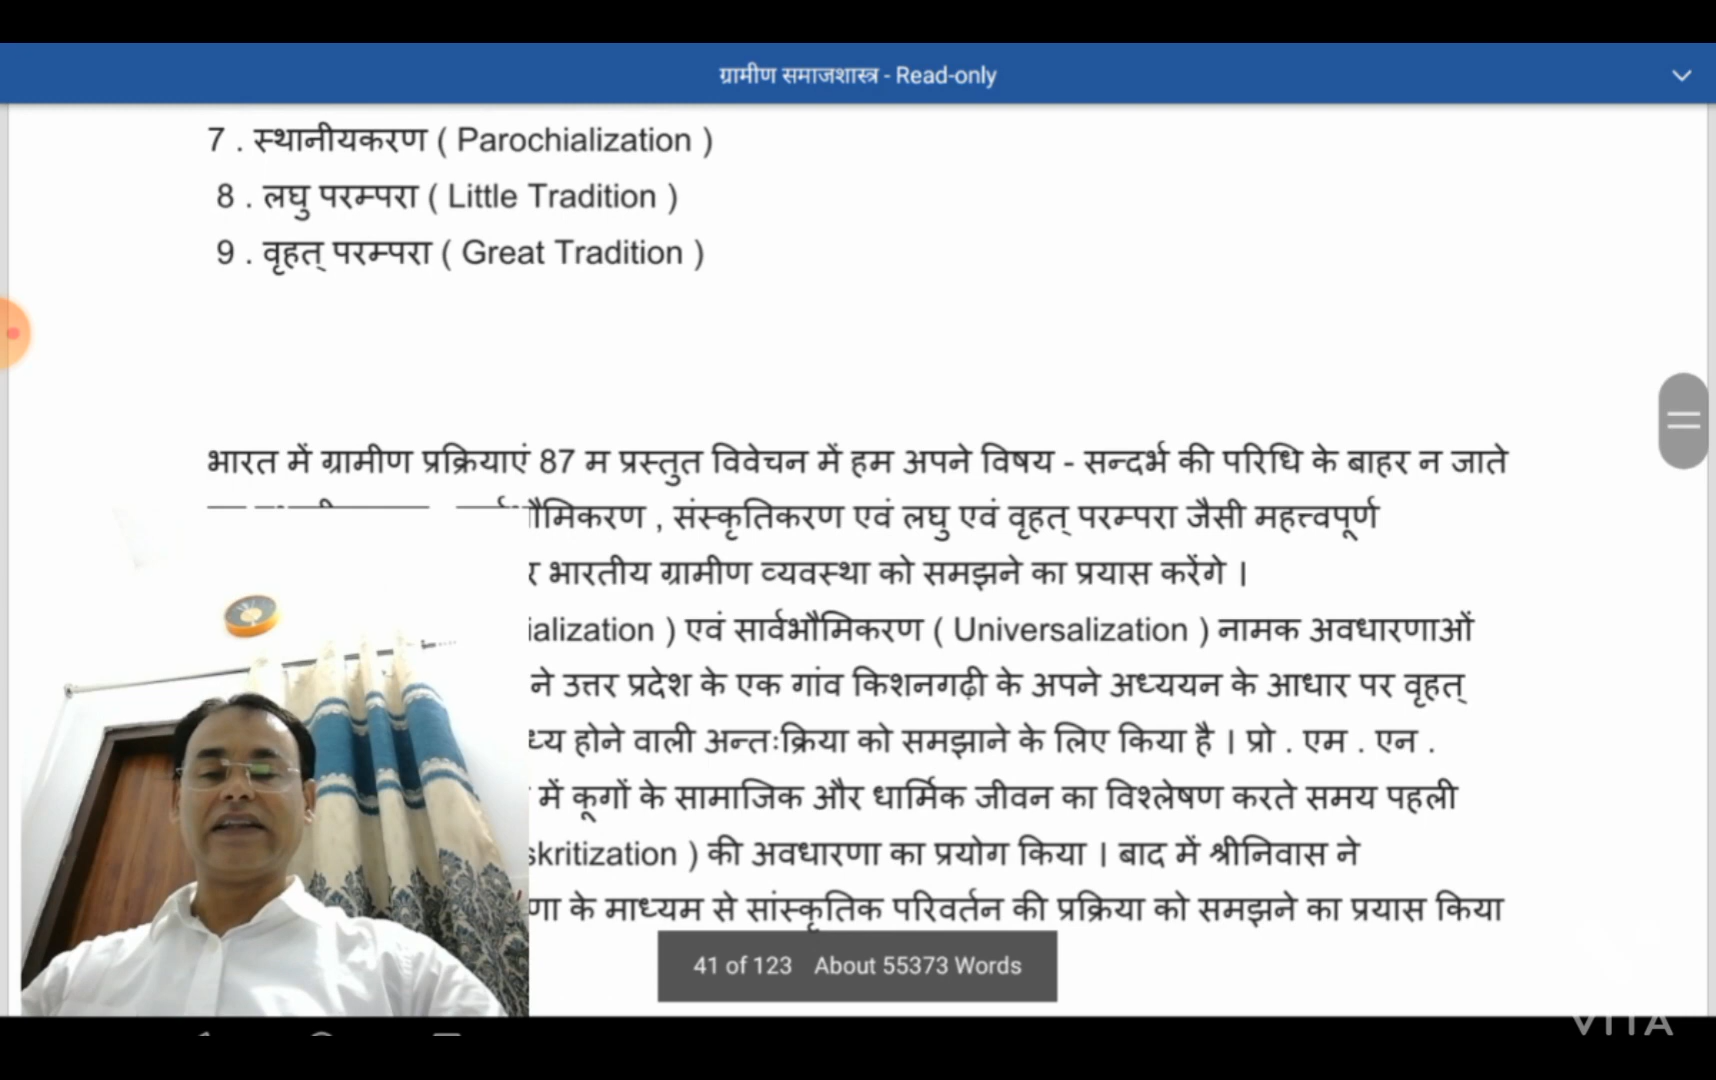 ग्रामीण समाजशास्त्र - Read-only
7 . स्थानीयकरण ( Parochialization )
8 . लघु परम्परा ( Little Tradition )
9 . वृहत् परम्परा ( Great Tradition )
भारत में ग्रामीण प्रक्रियाएं 87 म प्रस्तुत विवेचन में हम अपने विषय - सन्दर्भ की परिधि के बाहर न जाते
संस्कृतिकरण एवं लघु एवं वृहत् परम्परा जैसी महत्त्वपूर्ण
भारतीय ग्रामीण व्यवस्था को समझने का प्रयास करेंगे ।
ialization ) एवं सार्वभौमिकरण ( Universalization ) नामक अवधारणाओं
ने उत्तर प्रदेश के एक गांव किशनगढ़ी के अपने अध्ययन के आधार पर वृहत्
होने वाली अन्तःक्रिया को समझाने के लिए किया है । प्रो . एम . एन .
में कूगों के सामाजिक और धार्मिक जीवन का विश्लेषण करते समय पहली
skritization ) की अवधारणा का प्रयोग किया । बाद में श्रीनिवास ने
के माध्यम से सांस्कृतिक परिवर्तन की प्रक्रिया को समझने का प्रयास किया
41 of 123 About 55373 Words
VITA